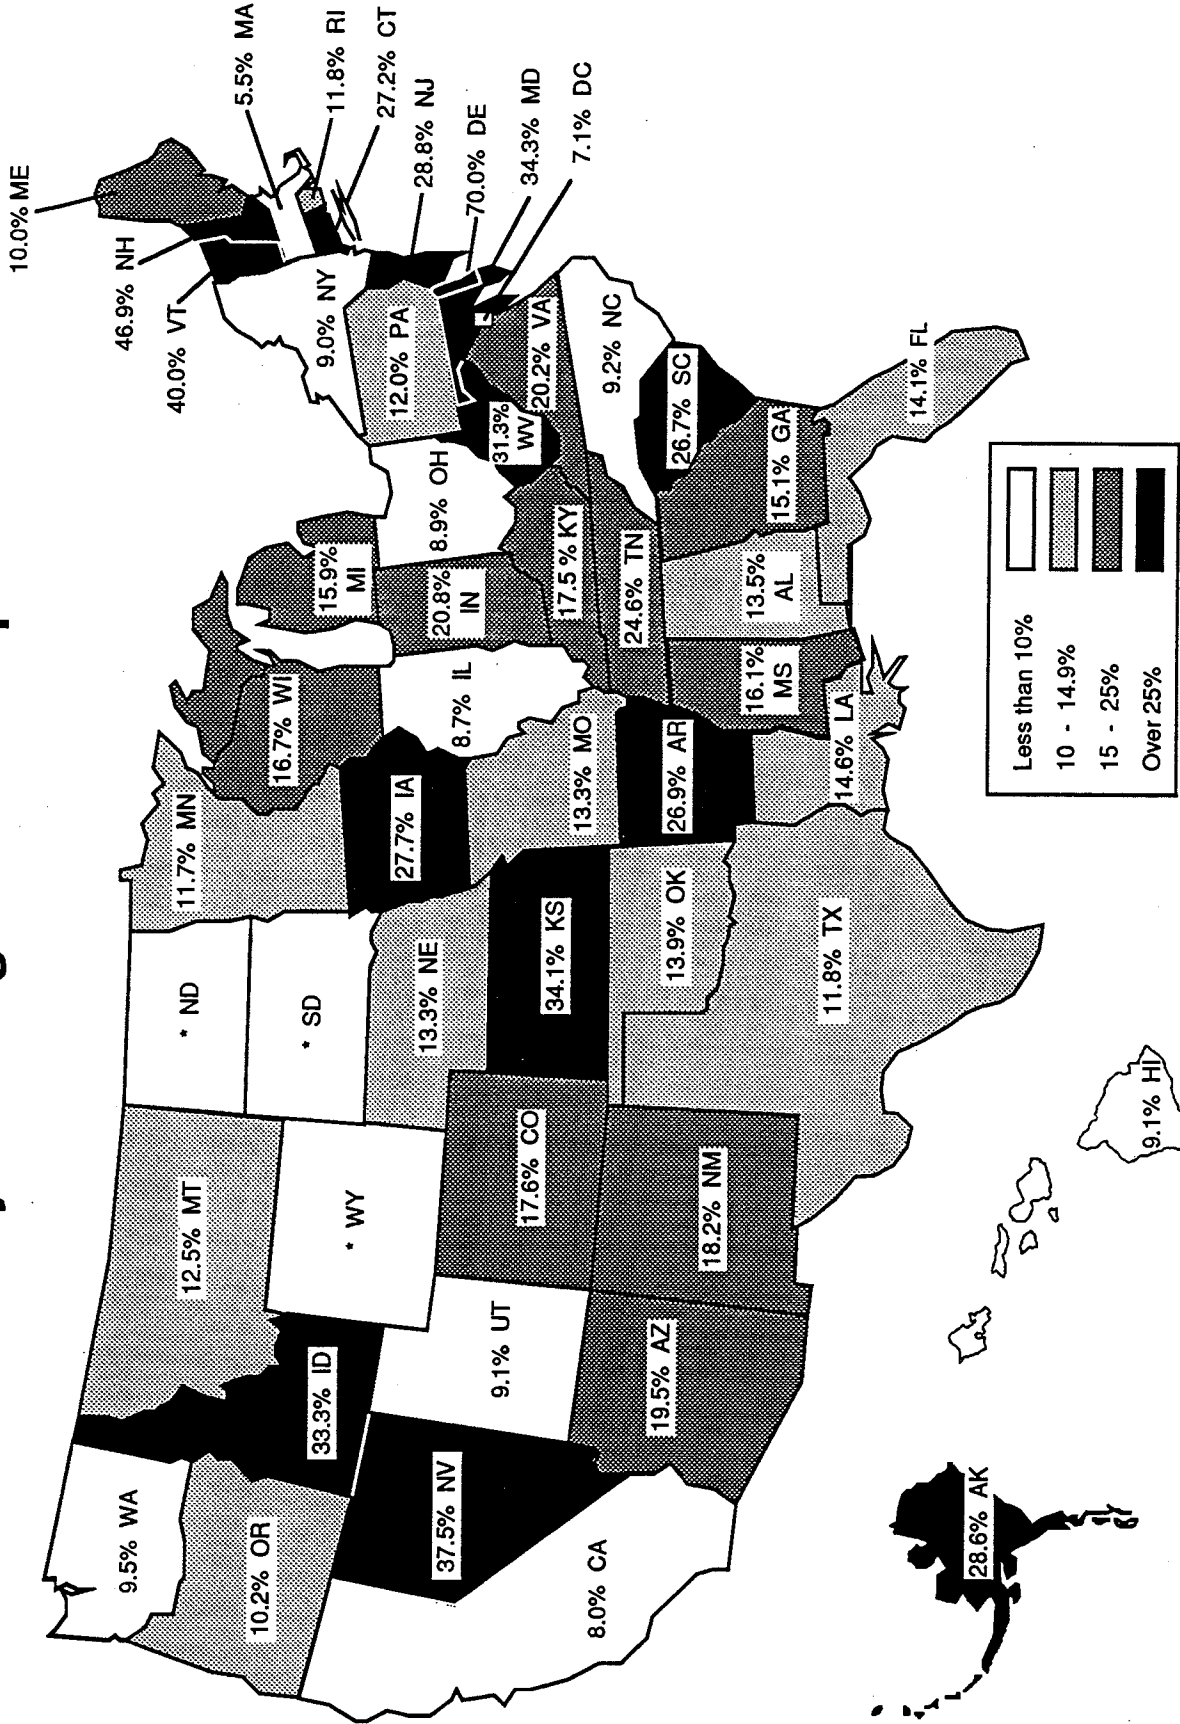 10.0% ME
46.9% NH
40.0% VT
5.5% MA
11.8% RI
27.2% CT
28.8% NJ
70.0% DE
34.3% MD
7.1% DC
9.5% WA
10.2% OR
8.0% CA
37.5% NV
33.3% ID
12.5% MT
* WY
9.1% UT
19.5% AZ
17.6% CO
18.2% NM
* ND
* SD
13.3% NE
34.1% KS
13.9% OK
11.8% TX
11.7% MN
27.7% IA
13.3% MO
26.9% AR
14.6% LA
16.7% WI
8.7% IL
15.9%
MI
20.8%
IN
8.9% OH
17.5 % KY
24.6% TN
16.1%
MS
13.5%
AL
15.1% GA
14.1% FL
26.7% SC
9.2% NC
20.2% VA
31.3%
WV
12.0% PA
9.0% NY
28.6% AK
9.1% HI
Less than 10%
10 - 14.9%
15 - 25%
Over 25%